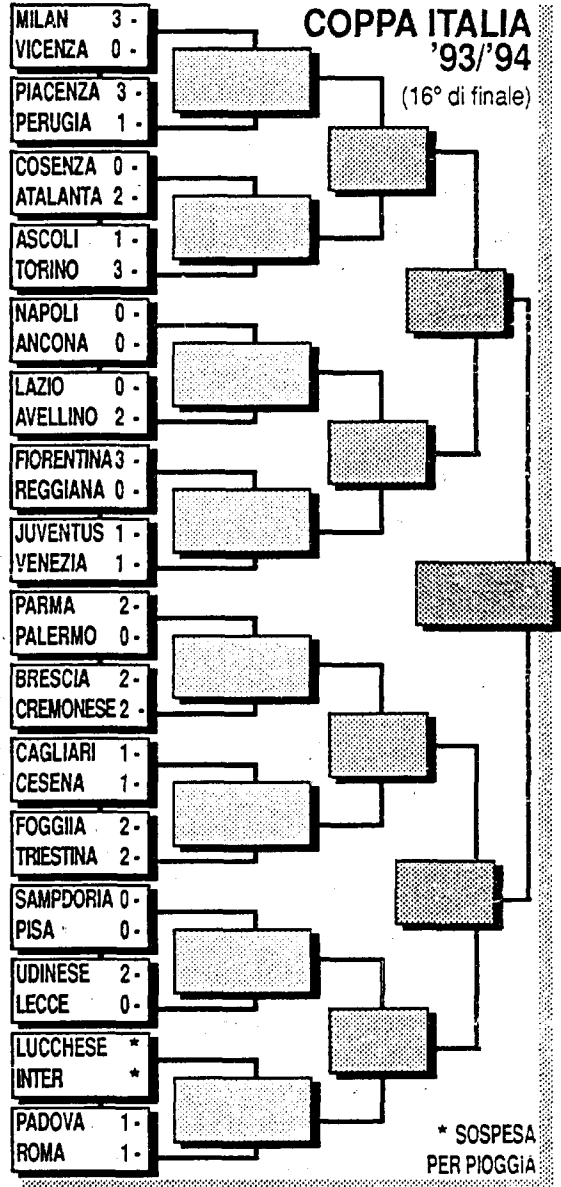 COPPA ITALIA
'93/'94
(16° di finale)
MILAN 3 -
VICENZA 0 -
PIACENZA 3 -
PERUGIA 1 -
COSENZA 0 -
ATALANTA 2 -
ASCOLI 1 -
TORINO 3 -
NAPOLI 0 -
ANCONA 0 -
LAZIO 0 -
AVELLINO 2 -
FIORENTINA 3 -
REGGIANA 0 -
JUVENTUS 1 -
VENEZIA 1 -
PARMA 2 -
PALERMO 0 -
BRESCIA 2 -
CREMONESE 2 -
CAGLIARI 1 -
CESENA 1 -
FOGGIIA 2 -
TRIESTINA 2 -
SAMPDORIA 0 -
PISA 0 -
UDINESE 2 -
LECCE 0 -
LUCCHESE *
INTER *
PADOVA 1 -
ROMA 1 -
* SOSPESA
PER PIOGGIA